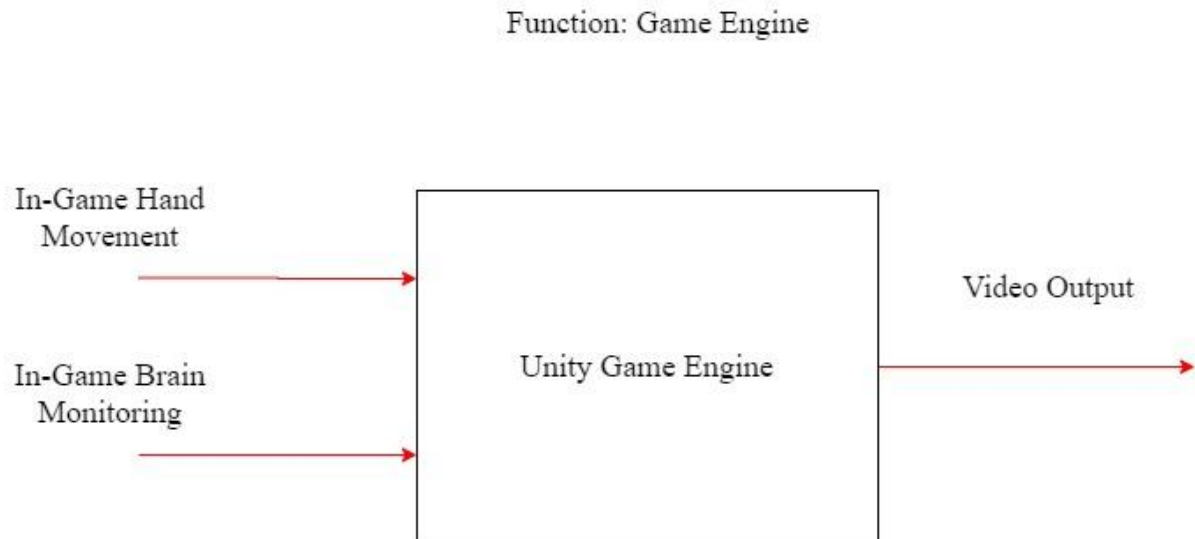 Function: Game Engine
In-Game Hand
Movement
Video Output
Unity Game Engine
In-Game Brain
Monitoring